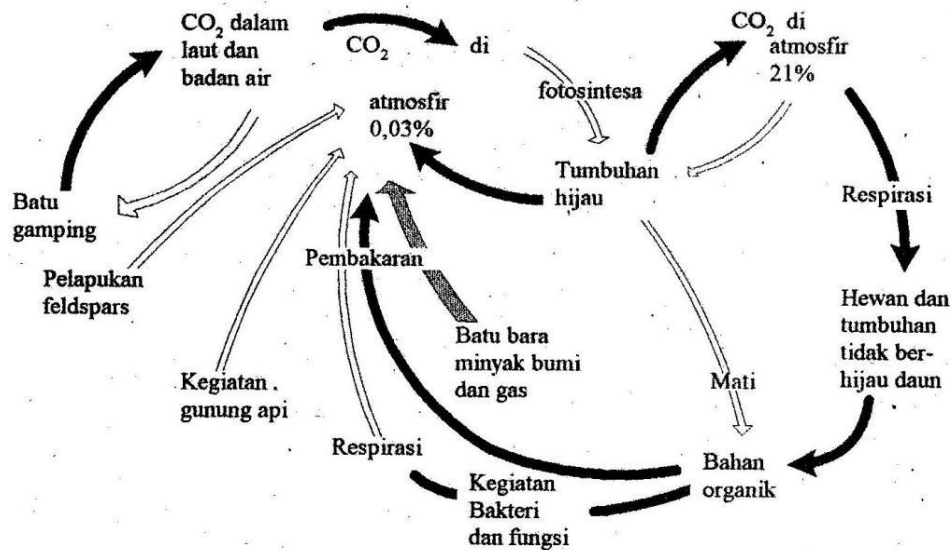 CO2 dalam
laut dan
badan air
CO2 di
atmosfir
0,03%
fotosintesa
CO2 di
atmosfir
21%
Tumbuhan
hijau
Respirasi
Batu
gamping
Pelapukan
feldspars
Pembakaran
Hewan dan
tumbuhan
tidak ber-
hijau daun
Batu bara
minyak bumi
dan gas
Kegiatan
gunung api
Mati
Respirasi
Bahan
organik
Kegiatan
Bakteri
dan fungsi